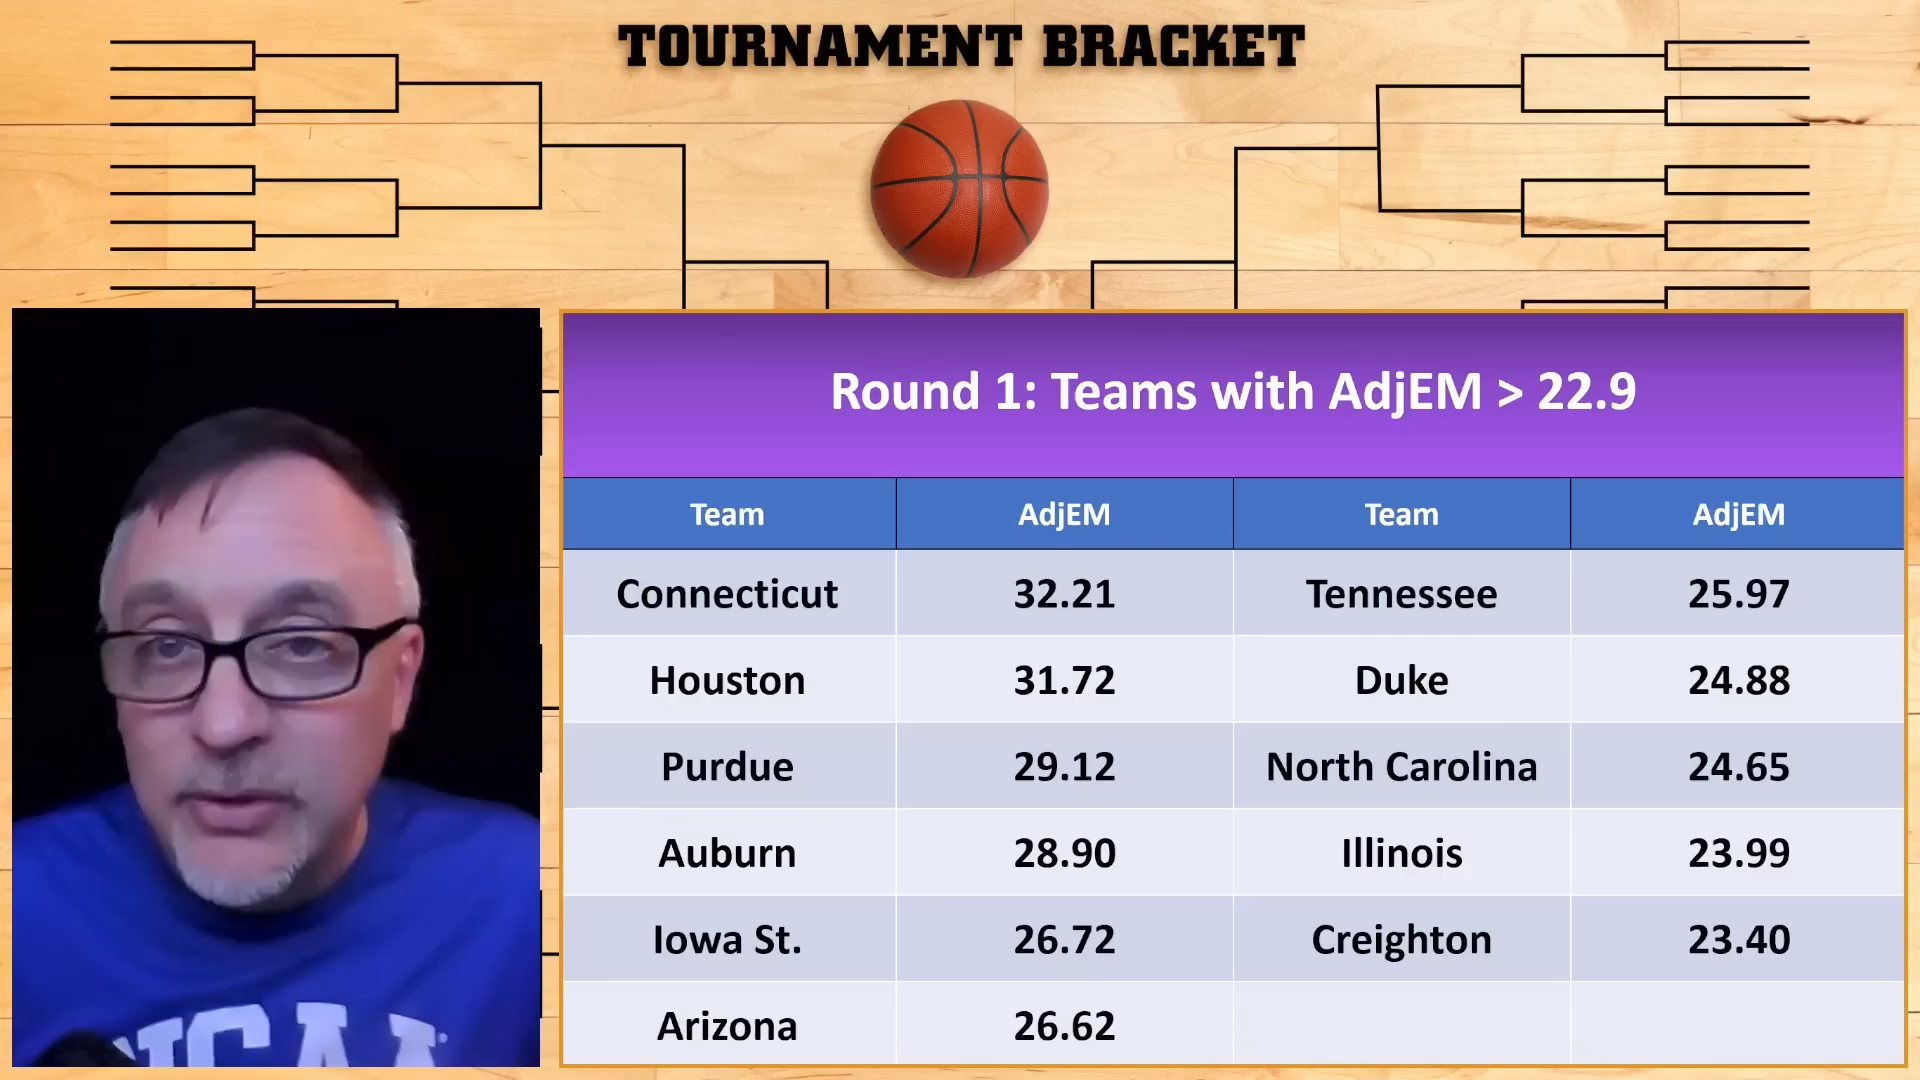 TOURNAMENT BRACKET
Round 1: Teams with AdjEM > 22.9
Team AdjEM Team AdjEM
Connecticut 32.21 Tennessee 25.97
Houston 31.72 Duke 24.88
Purdue 29.12 North Carolina 24.65
Auburn 28.90 Illinois 23.99
Iowa St. 26.72 Creighton 23.40
Arizona 26.62
NCAA